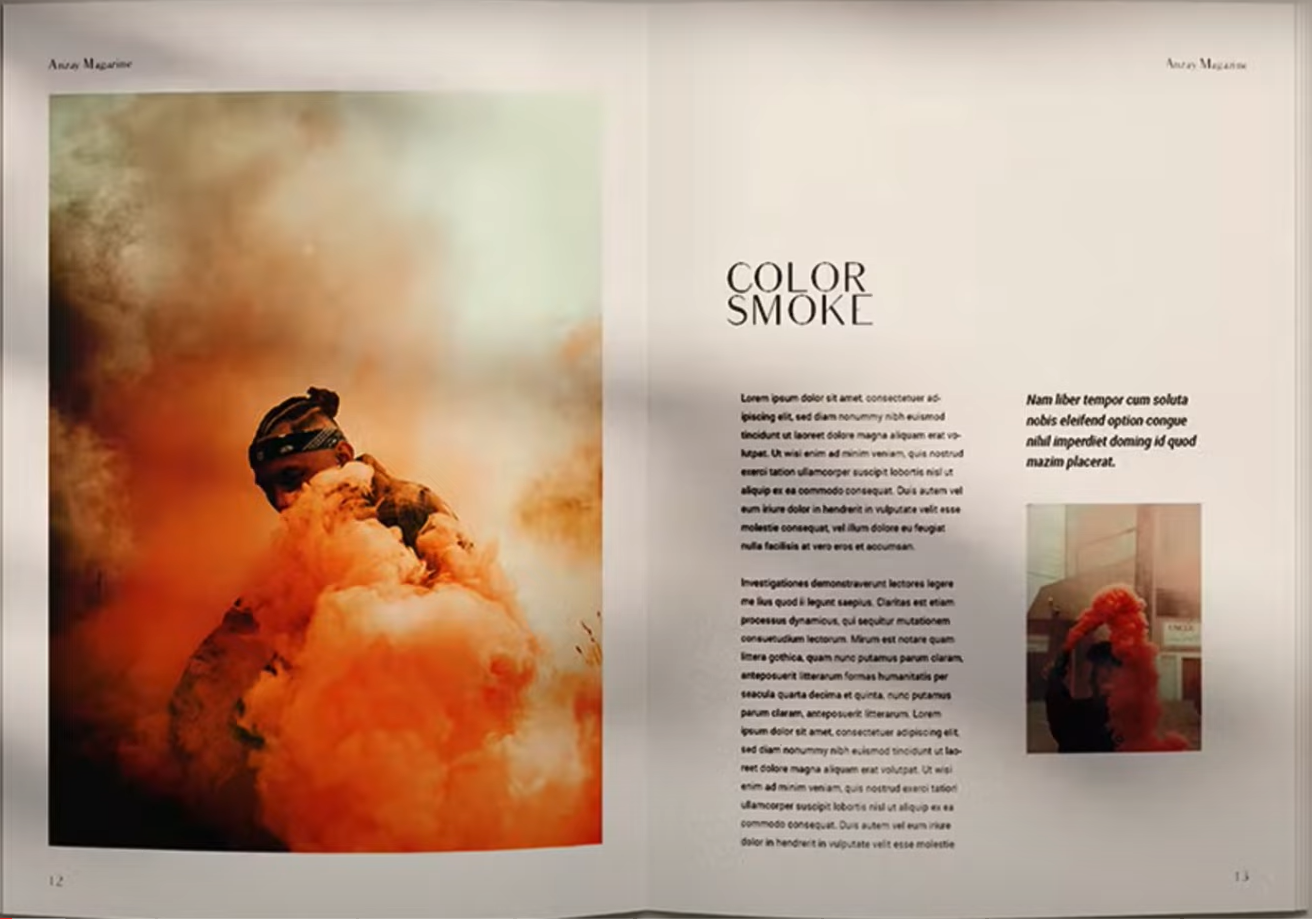 Anzay Magazine
Anzay Magazine
COLOR
SMOKE
Lorem ipsum dolor sit amet, consectetuer ad-
ipiscing elit, sed diam nonummy nibh euismod
tincidunt ut laoreet dolore magna aliquam erat vo-
lutpat. Ut wisi enim ad minim veniam, quis nostrud
exerci tation ullamcorper suscipit lobortis nisl ut
aliquip ex ea commodo consequat. Duis autem vel
eum iriure dolor in hendrerit in vulputate velit esse
molestie consequat, vel illum dolore eu feugiat
nulla facilisis at vero eros et accumsan.
Investigationes demonstraverunt lectores legere
me lius quod ii legunt saepius. Claritas est etiam
processus dynamicus, qui sequitur mutationem
consuetudium lectorum. Mirum est notare quam
littera gothica, quam nunc putamus parum claram,
anteposuerit litterarum formas humanitatis per
seacula quarta decima et quinta, nunc putamus
parum claram, anteposuerit litterarum. Lorem
ipsum dolor sit amet, consectetuer adipiscing elit,
sed diam nonummy nibh euismod tincidunt ut lao-
reet dolore magna aliquam erat volutpat. Ut wisi
enim ad minim veniam, quis nostrud exerci tation
ullamcorper suscipit lobortis nisl ut aliquip ex ea
commodo consequat. Duis autem vel eum iriure
dolor in hendrerit in vulputate velit esse molestie
Nam liber tempor cum soluta
nobis eleifend option congue
nihil imperdiet doming id quod
mazim placerat.
12
13